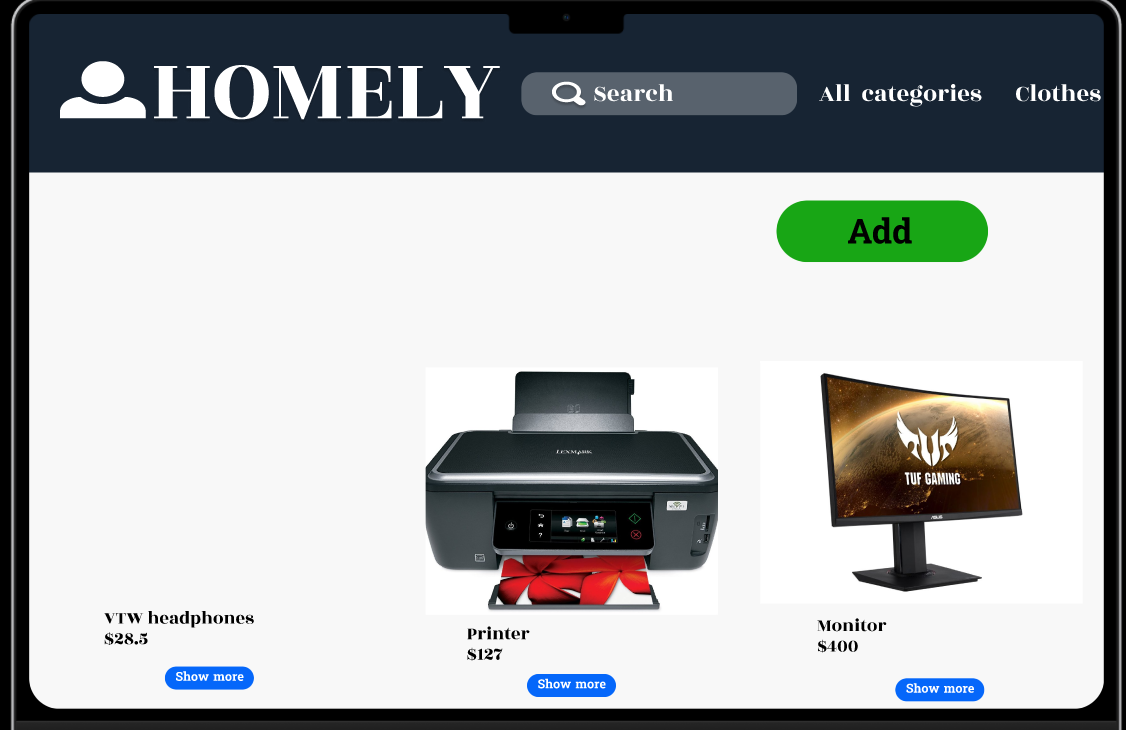 HOMELY
Search
All categories
Clothes
Add
LEXMARK
TUF GAMING
ASUS
VTW headphones
$28.5
Printer
$127
Monitor
$400
Show more
Show more
Show more